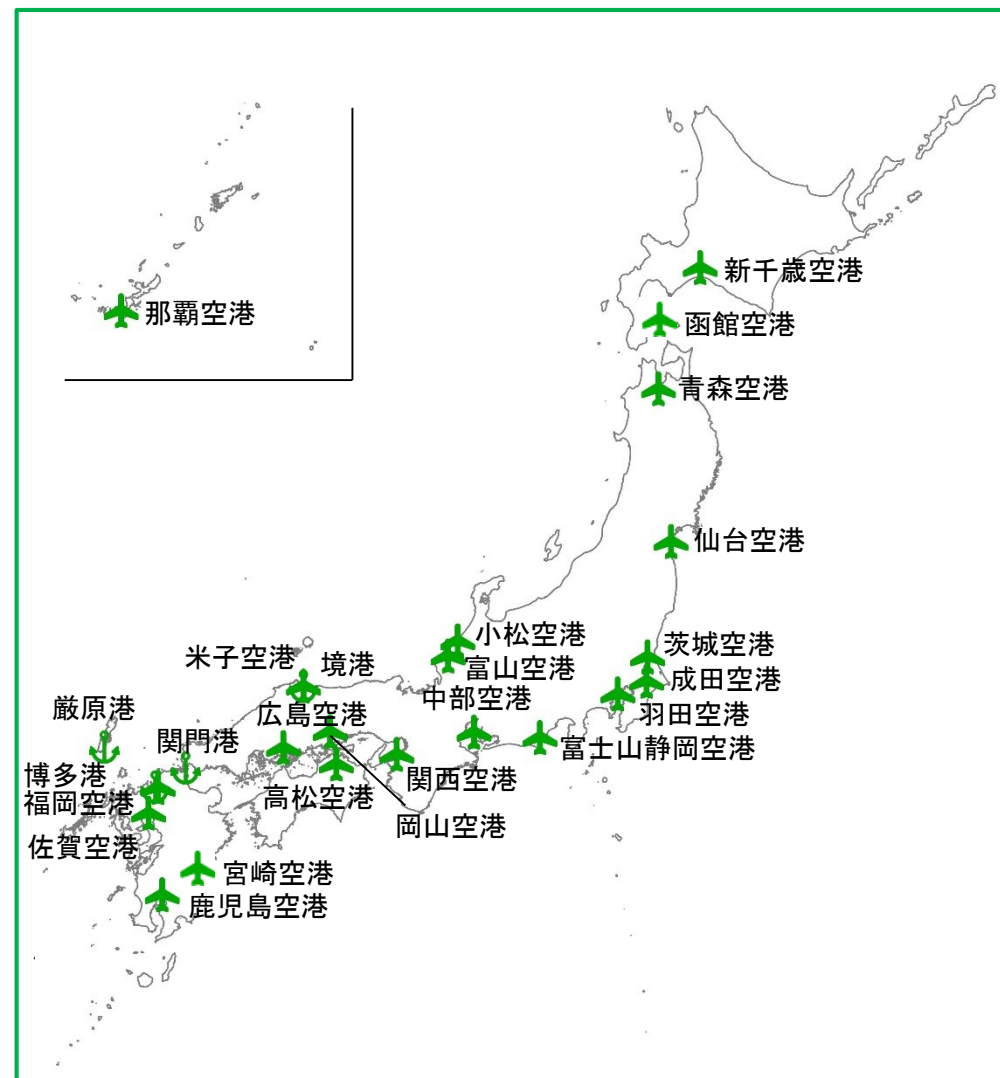 新千歳空港
那覇空港
函館空港
青森空港
仙台空港
小松空港
茨城空港
米子空港
境港
富山空港
成田空港
中部空港
厳原港
広島空港
羽田空港
関門港
富士山静岡空港
博多港
関西空港
福岡空港
高松空港
岡山空港
佐賀空港
宮崎空港
鹿児島空港